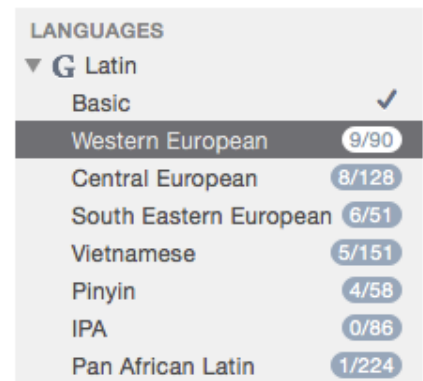 LANGUAGES
G Latin
Basic
Western European 9/90
Central European 8/128
South Eastern European 6/51
Vietnamese 5/151
Pinyin 4/58
IPA 0/86
Pan African Latin 1/224